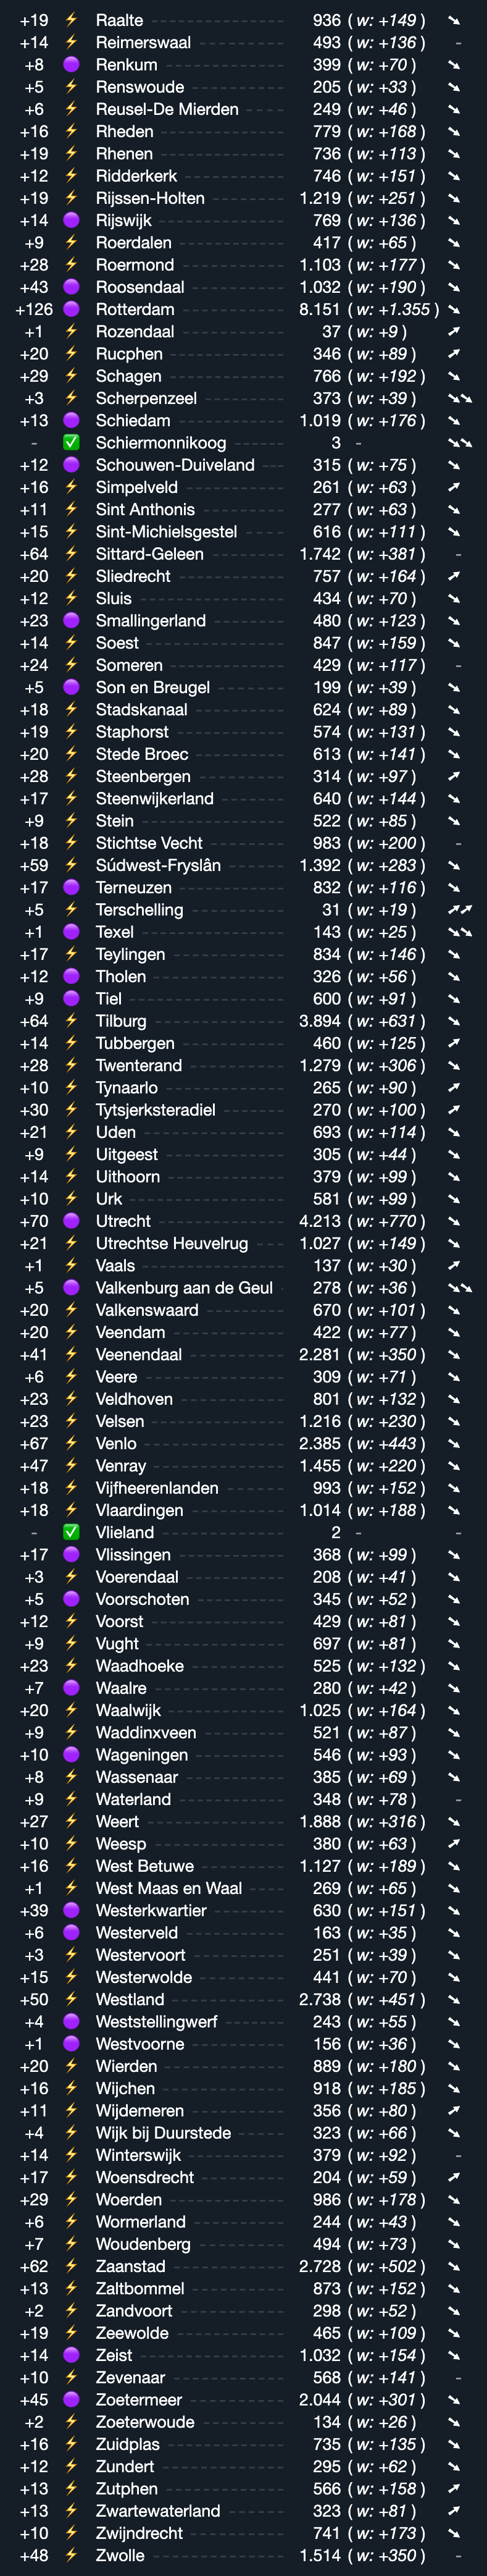 +19 ⚡ Raalte 936 ( w: +149 ) ➘
+14 ⚡ Reimerswaal 493 ( w: +136 ) -
+8 🟣 Renkum 399 ( w: +70 ) ➘
+5 ⚡ Renswoude 205 ( w: +33 ) ➘
+6 ⚡ Reusel-De Mierden 249 ( w: +46 ) ➘
+16 ⚡ Rheden 779 ( w: +168 ) ➘
+19 ⚡ Rhenen 736 ( w: +113 ) ➘
+12 ⚡ Ridderkerk 746 ( w: +151 ) ➘
+19 ⚡ Rijssen-Holten 1.219 ( w: +251 ) ➘
+14 🟣 Rijswijk 769 ( w: +136 ) ➘
+9 ⚡ Roerdalen 417 ( w: +65 ) ➘
+28 ⚡ Roermond 1.103 ( w: +177 ) ➘
+43 🟣 Roosendaal 1.032 ( w: +190 ) ➘
+126 🟣 Rotterdam 8.151 ( w: +1.355 ) ➘
+1 ⚡ Rozendaal 37 ( w: +9 ) ➚
+20 ⚡ Rucphen 346 ( w: +89 ) ➚
+29 ⚡ Schagen 766 ( w: +192 ) ➘
+3 ⚡ Scherpenzeel 373 ( w: +39 ) ➘➘
+13 🟣 Schiedam 1.019 ( w: +176 ) ➘
- ✅ Schiermonnikoog 3 - ➘➘
+12 🟣 Schouwen-Duiveland 315 ( w: +75 ) ➘
+16 ⚡ Simpelveld 261 ( w: +63 ) ➚
+11 ⚡ Sint Anthonis 277 ( w: +63 ) ➘
+15 ⚡ Sint-Michielsgestel 616 ( w: +111 ) ➘
+64 ⚡ Sittard-Geleen 1.742 ( w: +381 ) -
+20 ⚡ Sliedrecht 757 ( w: +164 ) ➚
+12 ⚡ Sluis 434 ( w: +70 ) ➘
+23 🟣 Smallingerland 480 ( w: +123 ) ➘
+14 ⚡ Soest 847 ( w: +159 ) ➘
+24 ⚡ Someren 429 ( w: +117 ) -
+5 🟣 Son en Breugel 199 ( w: +39 ) ➘
+18 ⚡ Stadskanaal 624 ( w: +89 ) ➘
+19 ⚡ Staphorst 574 ( w: +131 ) ➘
+20 ⚡ Stede Broec 613 ( w: +141 ) ➘
+28 ⚡ Steenbergen 314 ( w: +97 ) ➚
+17 ⚡ Steenwijkerland 640 ( w: +144 ) ➘
+9 ⚡ Stein 522 ( w: +85 ) ➘
+18 ⚡ Stichtse Vecht 983 ( w: +200 ) -
+59 ⚡ Súdwest-Fryslân 1.392 ( w: +283 ) ➘
+17 🟣 Terneuzen 832 ( w: +116 ) ➘
+5 ⚡ Terschelling 31 ( w: +19 ) ➚➚
+1 🟣 Texel 143 ( w: +25 ) ➘➘
+17 ⚡ Teylingen 834 ( w: +146 ) ➘
+12 🟣 Tholen 326 ( w: +56 ) ➘
+9 🟣 Tiel 600 ( w: +91 ) ➘
+64 ⚡ Tilburg 3.894 ( w: +631 ) ➘
+14 ⚡ Tubbergen 460 ( w: +125 ) ➚
+28 ⚡ Twenterand 1.279 ( w: +306 ) ➘
+10 ⚡ Tynaarlo 265 ( w: +90 ) ➚
+30 ⚡ Tytsjerksteradiel 270 ( w: +100 ) ➚
+21 ⚡ Uden 693 ( w: +114 ) ➘
+9 ⚡ Uitgeest 305 ( w: +44 ) ➘
+14 ⚡ Uithoorn 379 ( w: +99 ) ➘
+10 ⚡ Urk 581 ( w: +99 ) ➘
+70 🟣 Utrecht 4.213 ( w: +770 ) ➘
+21 ⚡ Utrechtse Heuvelrug 1.027 ( w: +149 ) ➘
+1 ⚡ Vaals 137 ( w: +30 ) ➚
+5 🟣 Valkenburg aan de Geul 278 ( w: +36 ) ➘➘
+20 ⚡ Valkenswaard 670 ( w: +101 ) ➘
+20 ⚡ Veendam 422 ( w: +77 ) ➘
+41 ⚡ Veenendaal 2.281 ( w: +350 ) ➘
+6 ⚡ Veere 309 ( w: +71 ) ➘
+23 ⚡ Veldhoven 801 ( w: +132 ) ➘
+23 ⚡ Velsen 1.216 ( w: +230 ) ➘
+67 ⚡ Venlo 2.385 ( w: +443 ) ➘
+47 ⚡ Venray 1.455 ( w: +220 ) ➘
+18 ⚡ Vijfheerenlanden 993 ( w: +152 ) ➘
+18 ⚡ Vlaardingen 1.014 ( w: +188 ) ➘
- ✅ Vlieland 2 - -
+17 🟣 Vlissingen 368 ( w: +99 ) ➘
+3 ⚡ Voerendaal 208 ( w: +41 ) ➘
+5 🟣 Voorschoten 345 ( w: +52 ) ➘
+12 ⚡ Voorst 429 ( w: +81 ) ➘
+9 ⚡ Vught 697 ( w: +81 ) ➘
+23 ⚡ Waadhoeke 525 ( w: +132 ) ➘
+7 🟣 Waalre 280 ( w: +42 ) ➘
+20 ⚡ Waalwijk 1.025 ( w: +164 ) ➘
+9 ⚡ Waddinxveen 521 ( w: +87 ) ➘
+10 🟣 Wageningen 546 ( w: +93 ) ➘
+8 ⚡ Wassenaar 385 ( w: +69 ) ➘
+9 ⚡ Waterland 348 ( w: +78 ) -
+27 ⚡ Weert 1.888 ( w: +316 ) ➘
+10 ⚡ Weesp 380 ( w: +63 ) ➚
+16 ⚡ West Betuwe 1.127 ( w: +189 ) ➘
+1 ⚡ West Maas en Waal 269 ( w: +65 ) ➘
+39 🟣 Westerkwartier 630 ( w: +151 ) ➘
+6 🟣 Westerveld 163 ( w: +35 ) ➘
+3 ⚡ Westervoort 251 ( w: +39 ) ➘
+15 ⚡ Westerwolde 441 ( w: +70 ) ➘
+50 ⚡ Westland 2.738 ( w: +451 ) ➘
+4 🟣 Weststellingwerf 243 ( w: +55 ) ➘
+1 🟣 Westvoorne 156 ( w: +36 ) ➘
+20 ⚡ Wierden 889 ( w: +180 ) ➘
+16 ⚡ Wijchen 918 ( w: +185 ) ➘
+11 ⚡ Wijdemeren 356 ( w: +80 ) ➚
+4 ⚡ Wijk bij Duurstede 323 ( w: +66 ) ➘
+14 ⚡ Winterswijk 379 ( w: +92 ) -
+17 ⚡ Woensdrecht 204 ( w: +59 ) ➚
+29 ⚡ Woerden 986 ( w: +178 ) ➘
+6 ⚡ Wormerland 244 ( w: +43 ) ➘
+7 ⚡ Woudenberg 494 ( w: +73 ) ➘
+62 ⚡ Zaanstad 2.728 ( w: +502 ) ➘
+13 ⚡ Zaltbommel 873 ( w: +152 ) ➘
+2 ⚡ Zandvoort 298 ( w: +52 ) ➘
+19 ⚡ Zeewolde 465 ( w: +109 ) ➘
+14 🟣 Zeist 1.032 ( w: +154 ) ➘
+10 ⚡ Zevenaar 568 ( w: +141 ) -
+45 🟣 Zoetermeer 2.044 ( w: +301 ) ➘
+2 ⚡ Zoeterwoude 134 ( w: +26 ) ➘
+16 ⚡ Zuidplas 735 ( w: +135 ) ➘
+12 ⚡ Zundert 295 ( w: +62 ) ➘
+13 ⚡ Zutphen 566 ( w: +158 ) ➚
+13 ⚡ Zwartewaterland 323 ( w: +81 ) ➚
+10 ⚡ Zwijndrecht 741 ( w: +173 ) ➘
+48 ⚡ Zwolle 1.514 ( w: +350 ) -